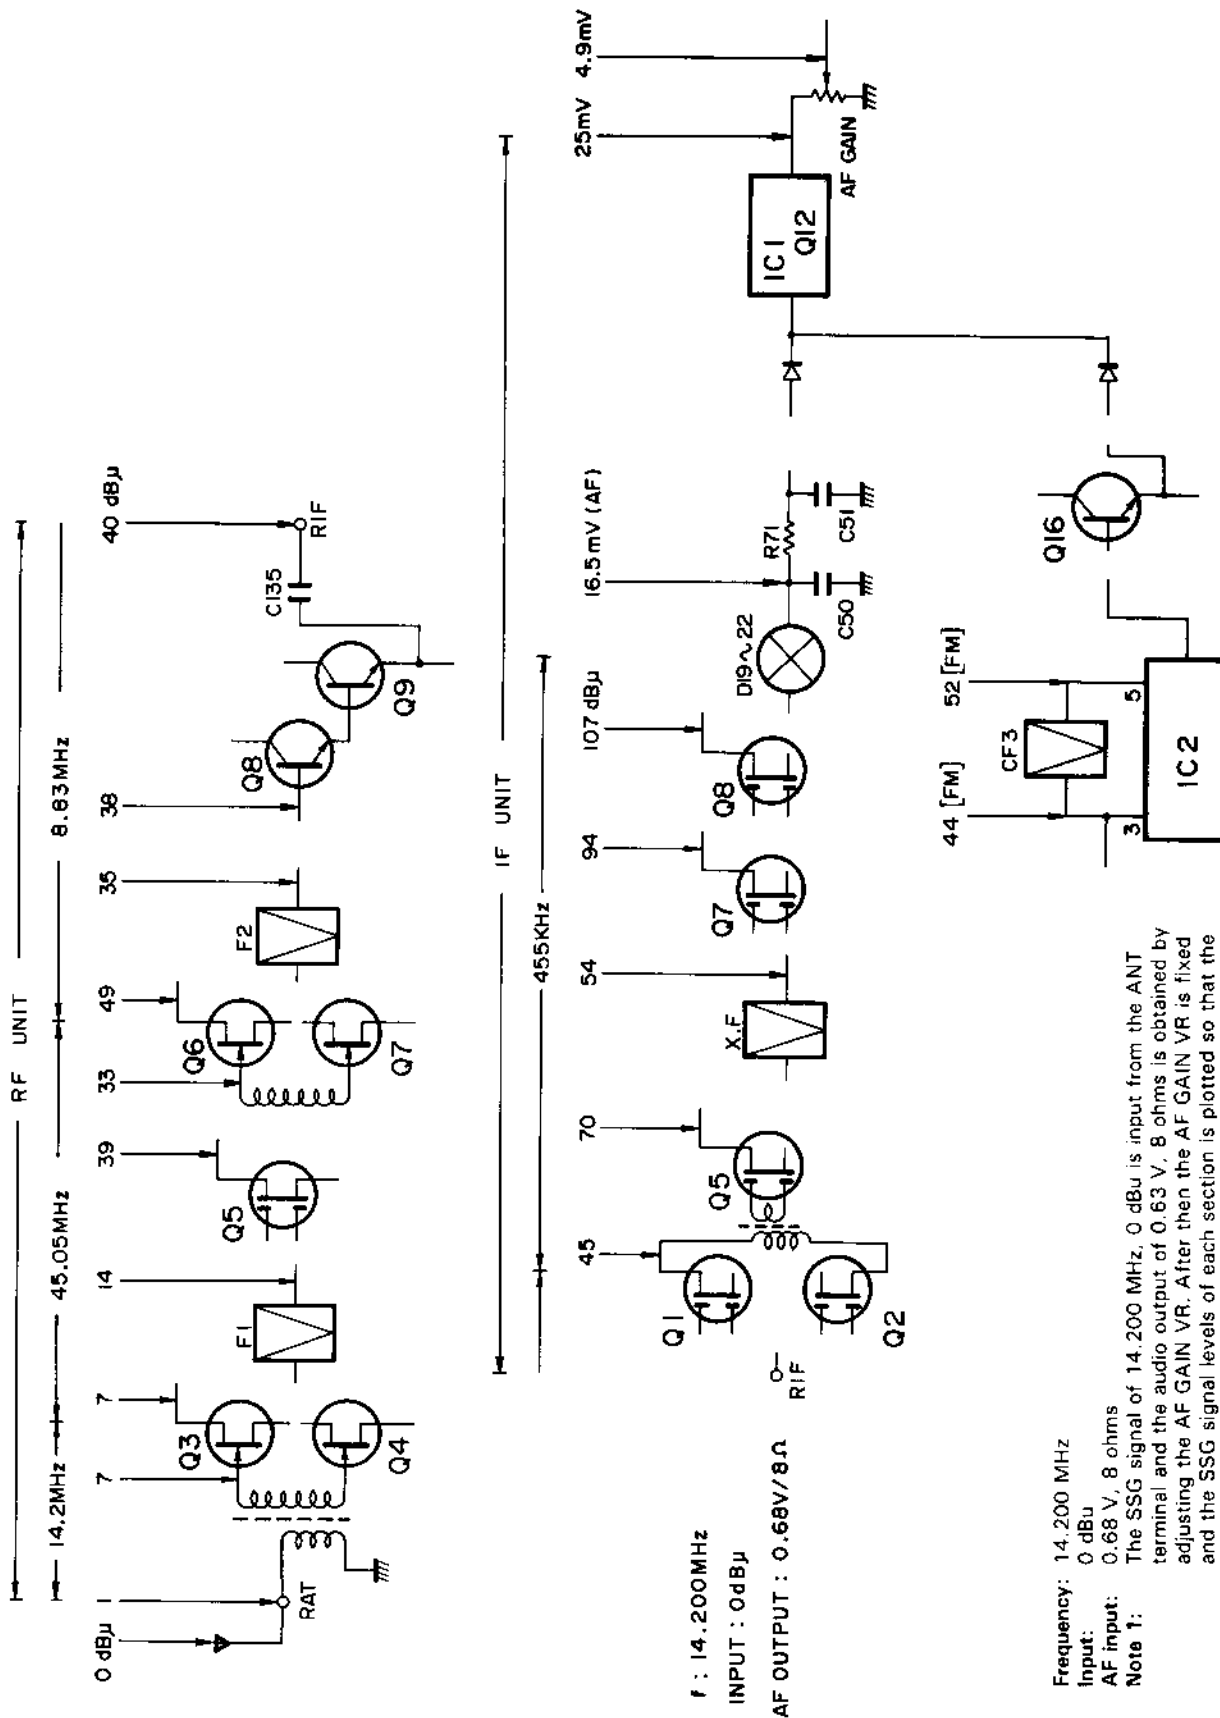 RF UNIT
14.2MHz
45.05MHz
8.83MHz
0 dBμ
1
7
7
14
39
33
49
35
38
40 dBμ
RAT
Q3
Q4
F1
Q5
Q6
Q7
F2
Q8
Q9
C135
RIF
IF UNIT
455KHz
45
70
54
94
107 dBμ
16.5mV (AF)
25mV
4.9mV
RIF
Q1
Q2
Q5
X.F
Q7
Q8
D19~22
C50
R71
C51
IC1
Q12
AF GAIN
f : 14.200MHz
INPUT : 0dBμ
AF OUTPUT : 0.68V/8Ω
44 [FM]
52 [FM]
CF3
3
5
IC2
Q16
Frequency: 14.200 MHz
Input: 0 dBu
AF input: 0.68 V, 8 ohms
Note 1: The SSG signal of 14.200 MHz, 0 dBu is input from the ANT
terminal and the audio output of 0.63 V, 8 ohms is obtained by
adjusting the AF GAIN VR. After then the AF GAIN VR is fixed
and the SSG signal levels of each section is plotted so that the